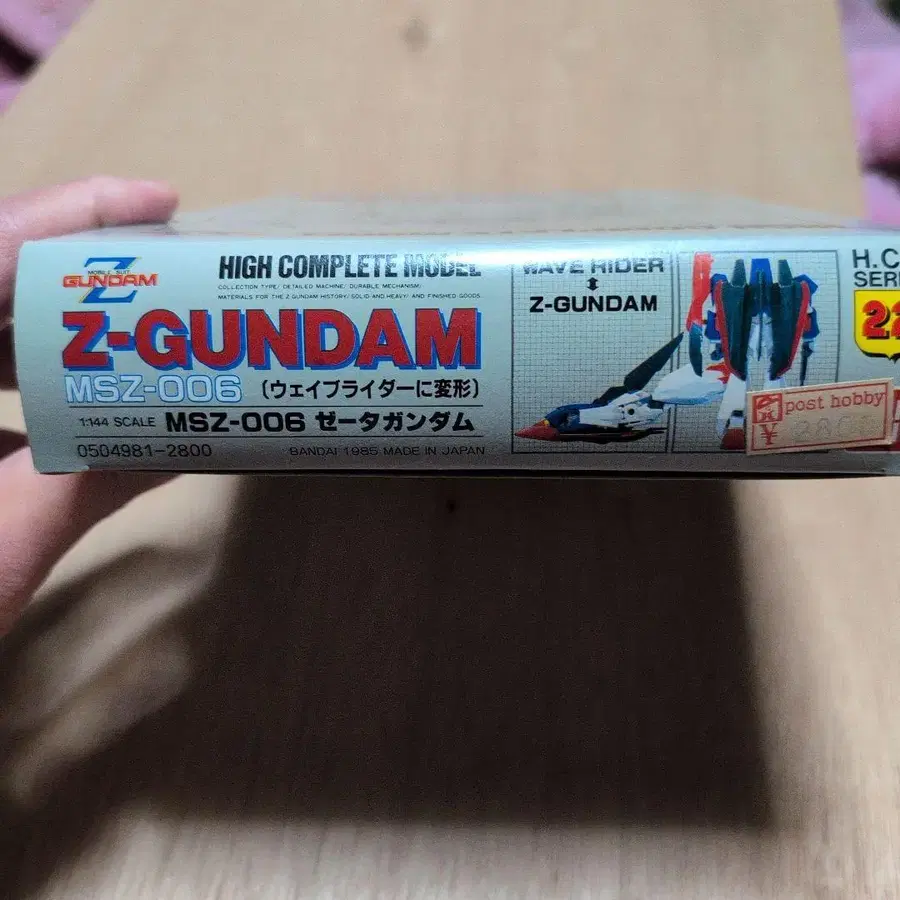 MOBILE SUIT
Z
GUNDAM
HIGH COMPLETE MODEL
COLLECTION TYPE/DETAILED MACHINE/DURABLE MECHANISM/
MATERIALS FOR THE Z GUNDAM HISTORY/SOLID AND HEAVY/AND FINISHED GOODS.
Z-GUNDAM
MSZ-006 (ウェイブライダーに変形)
1:144 SCALE MSZ-006 ゼータガンダム
0504981-2800 BANDAI 1985 MADE IN JAPAN
WAVE RIDER
Z-GUNDAM
H.C
SERI
22
post hobby
¥